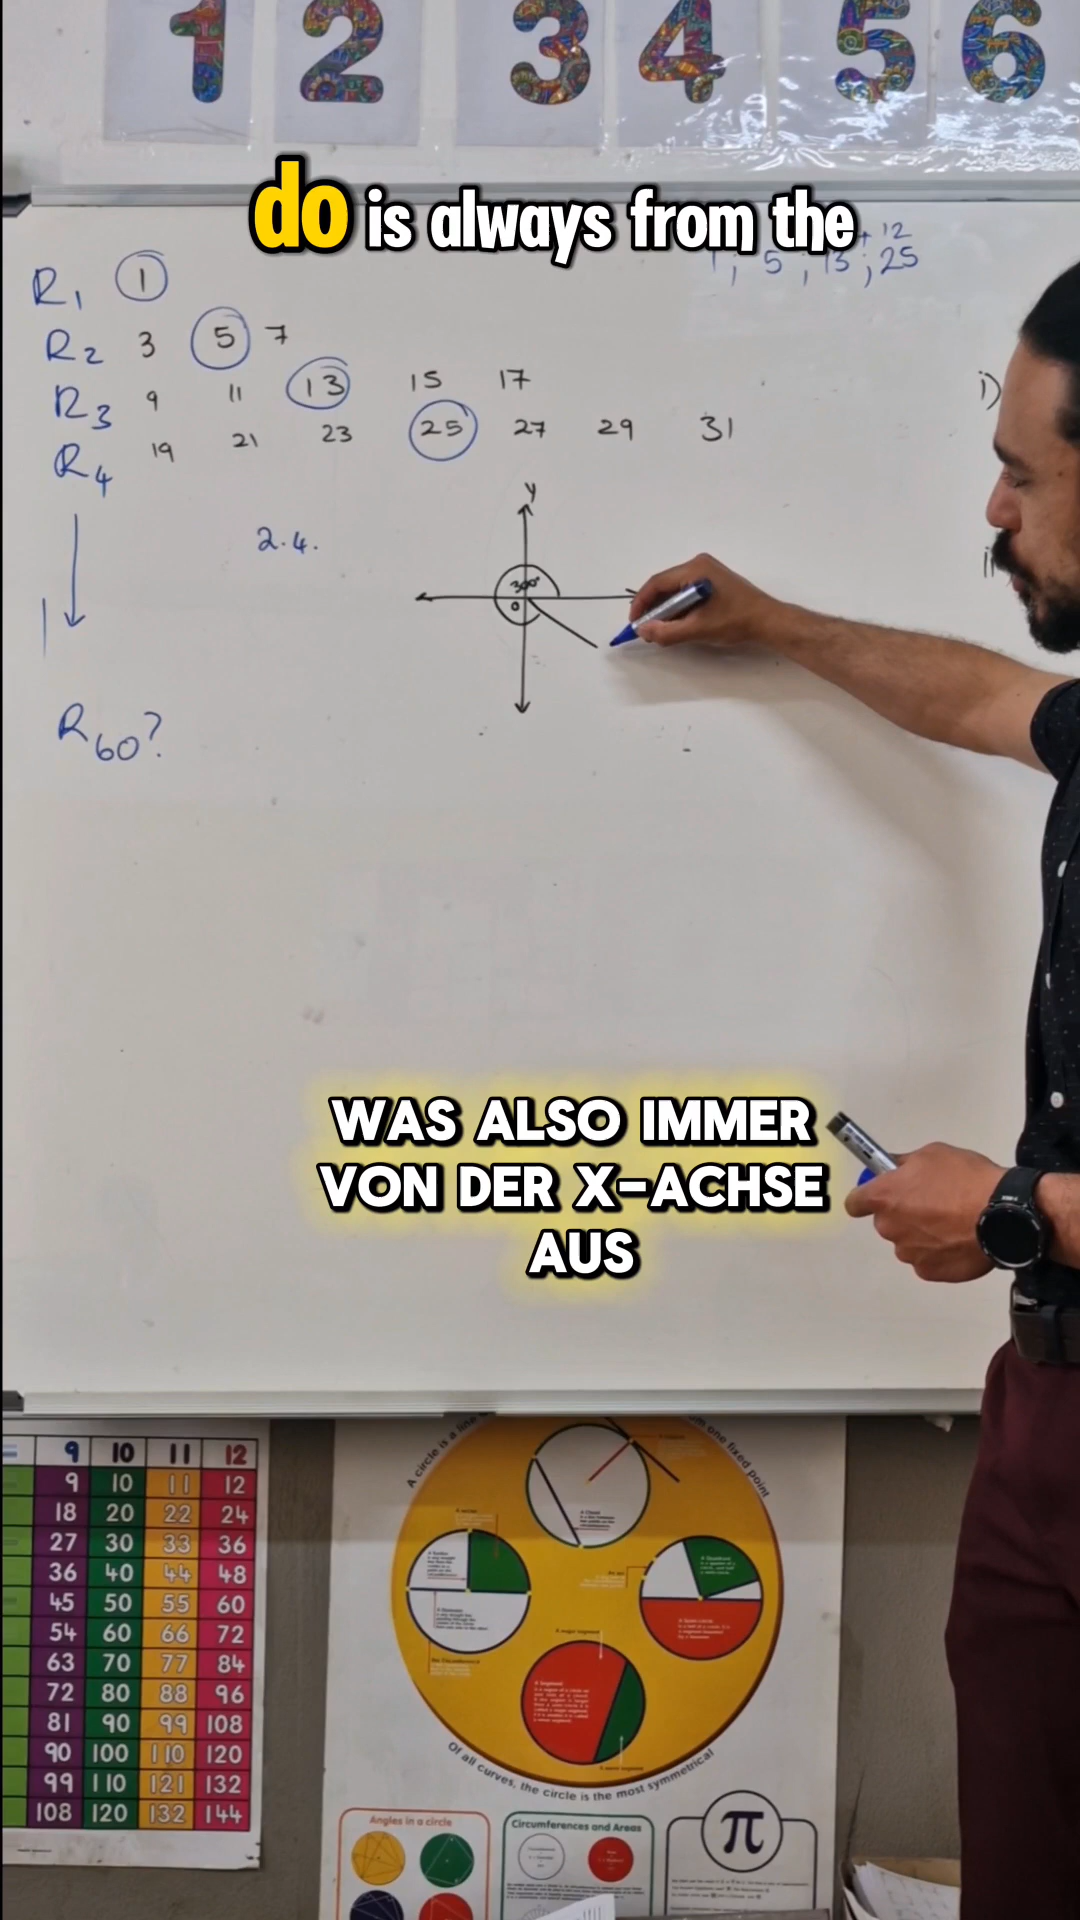 1 2 3 4 5 6
do is always from the
+ 12
1 ; 5 ; 13 ; 25
R1 1
R2 3 5 7
R3 9 11 13 15 17
R4 19 21 23 25 27 29 31
i)
y
2.4.
300°
0
R60?
WAS ALSO IMMER
VON DER X-ACHSE
AUS
9 10 11 12
9 10 11 12
18 20 22 24
27 30 33 36
36 40 44 48
45 50 55 60
54 60 66 72
63 70 77 84
72 80 88 96
81 90 99 108
90 100 110 120
99 110 121 132
108 120 132 144
A circle is a line
from one fixed point
Of all curves, the circle is the most symmetrical
Angles in a circle
Circumferences and Areas
π